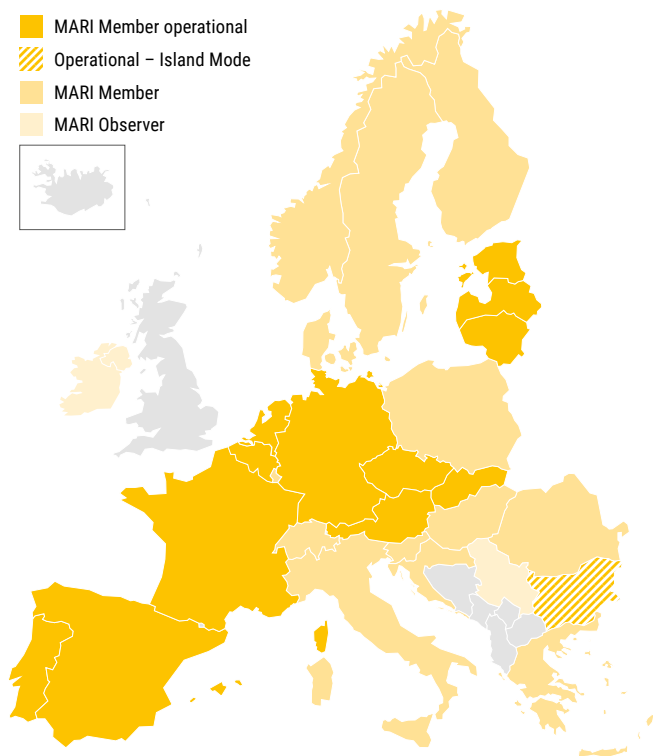 MARI Member operational
Operational – Island Mode
MARI Member
MARI Observer